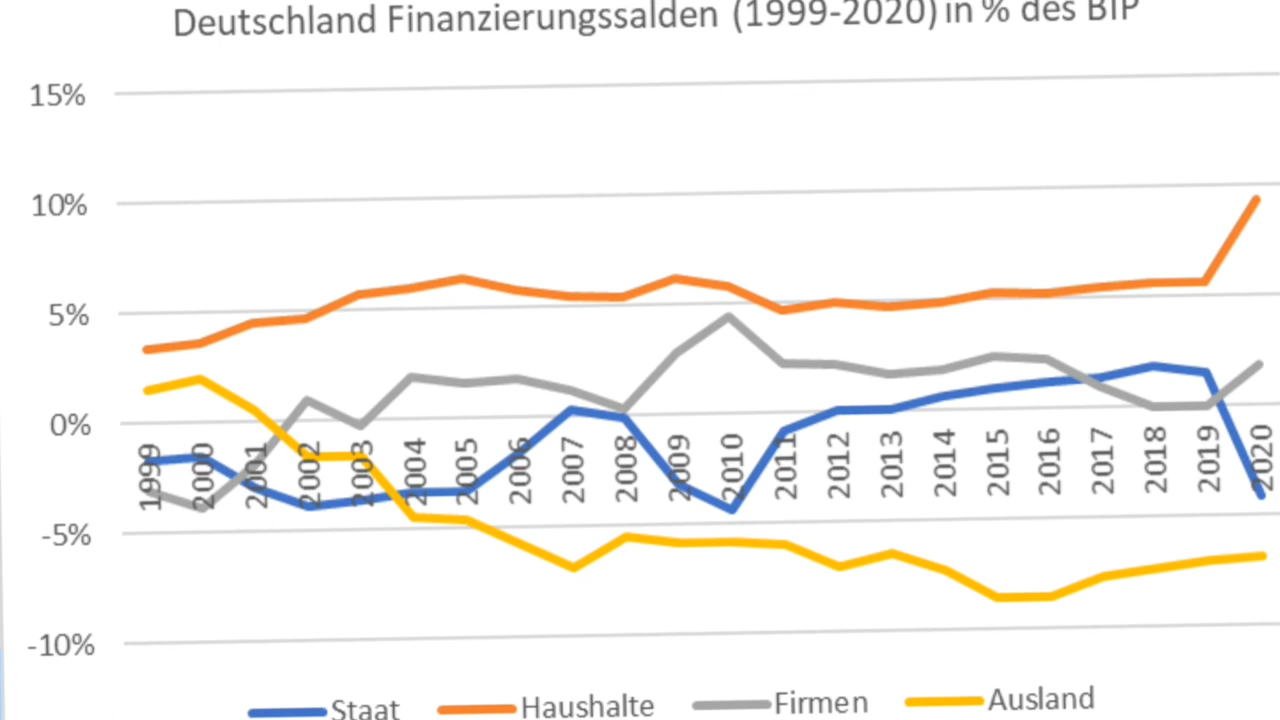 Deutschland Finanzierungssalden (1999-2020) in % des BIP
15%
10%
5%
0%
-5%
-10%
1999 2000 2001 2002 2003 2004 2005 2006 2007 2008 2009 2010 2011 2012 2013 2014 2015 2016 2017 2018 2019 2020
Staat Haushalte Firmen Ausland